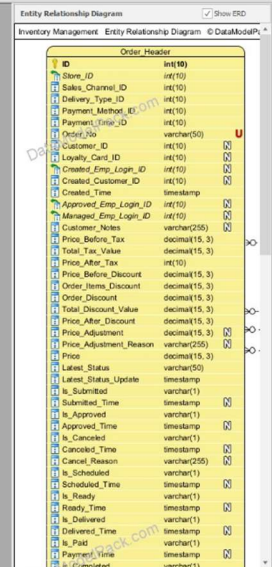 Entity Relationship Diagram Show ERD
Inventory Management Entity Relationship Diagram © DataModelPa
Order_Header
ID int(10)
Store_ID int(10)
Sales_Channel_ID int(10)
Delivery_Type_ID int(10)
Payment_Method_ID int(10)
Payment_Time_ID int(10)
Order_No varchar(50) U
Customer_ID int(10) N
Loyalty_Card_ID int(10) N
Created_Emp_Login_ID int(10) N
Created_Customer_ID int(10) N
Created_Time timestamp
Approved_Emp_Login_ID int(10) N
Managed_Emp_Login_ID int(10) N
Customer_Notes varchar(255) N
Price_Before_Tax decimal(15, 3)
Total_Tax_Value decimal(15, 3)
Price_After_Tax int(10)
Price_Before_Discount decimal(15, 3)
Order_Items_Discount decimal(15, 3)
Order_Discount decimal(15, 3)
Total_Discount_Value decimal(15, 3)
Price_After_Discount decimal(15, 3)
Price_Adjustment decimal(15, 3) N
Price_Adjustment_Reason varchar(255) N
Price decimal(15, 3)
Latest_Status varchar(50)
Latest_Status_Update timestamp
Is_Submitted varchar(1)
Submitted_Time timestamp N
Is_Approved varchar(1)
Approved_Time timestamp N
Is_Canceled varchar(1)
Canceled_Time timestamp N
Cancel_Reason varchar(255) N
Is_Scheduled varchar(1)
Scheduled_Time timestamp N
Is_Ready varchar(1)
Ready_Time timestamp N
Is_Delivered varchar(1)
Delivered_Time timestamp N
Is_Paid varchar(1)
Payment_Time timestamp N
Is_Completed varchar(1)